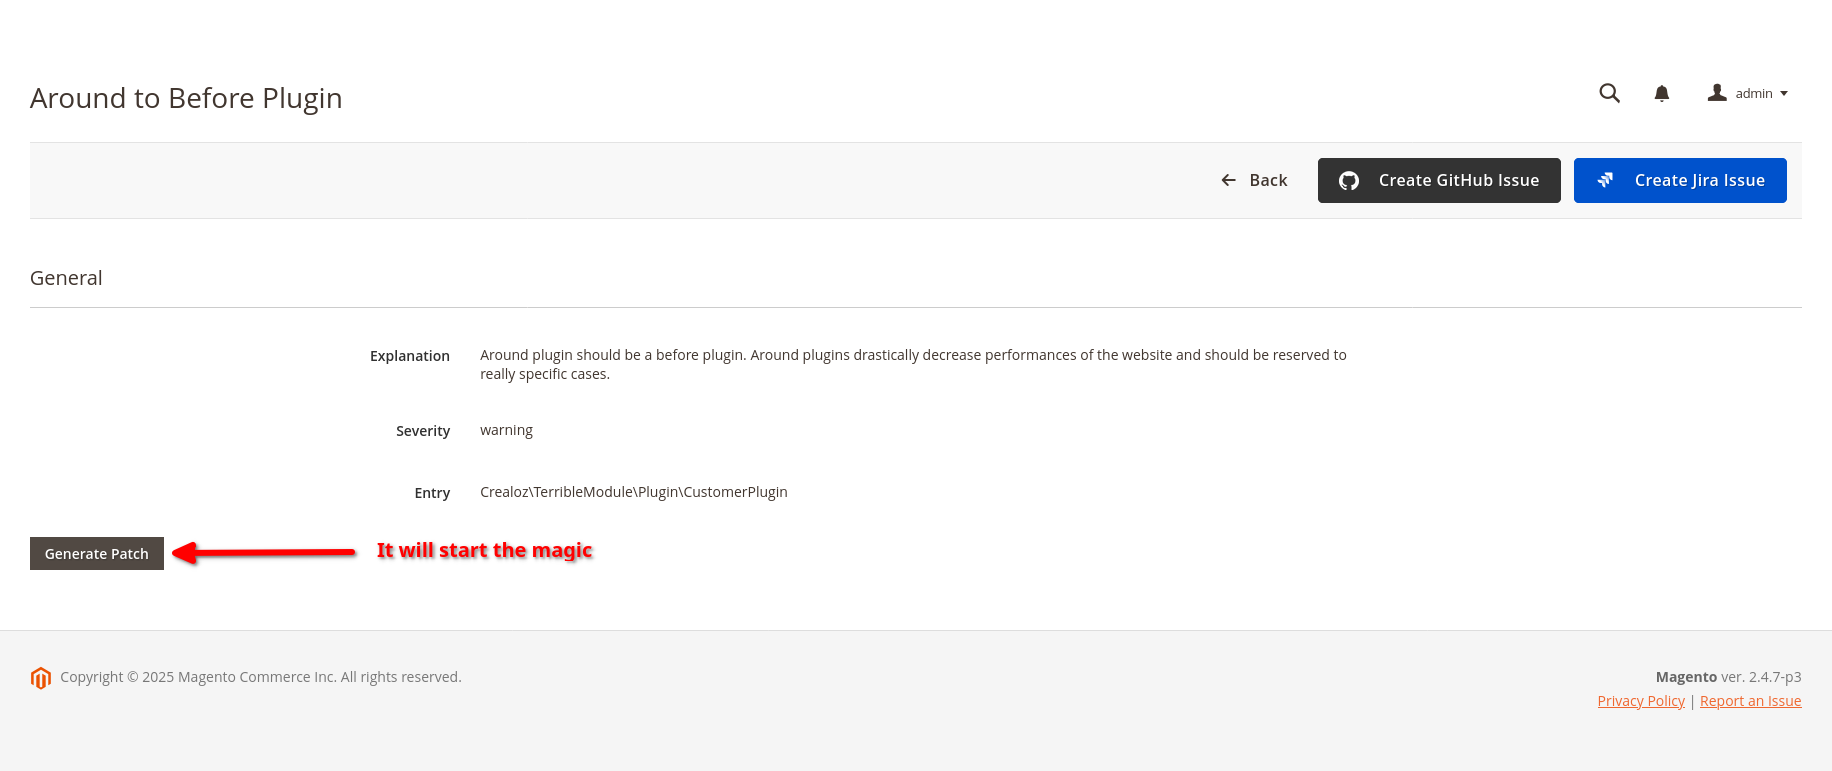 Around to Before Plugin
admin
Back
Create GitHub Issue
Create Jira Issue
General
Explanation
Around plugin should be a before plugin. Around plugins drastically decrease performances of the website and should be reserved to
really specific cases.
Severity
warning
Entry
Crealoz\TerribleModule\Plugin\CustomerPlugin
Generate Patch
It will start the magic
Copyright © 2025 Magento Commerce Inc. All rights reserved.
Magento ver. 2.4.7-p3
Privacy Policy | Report an Issue